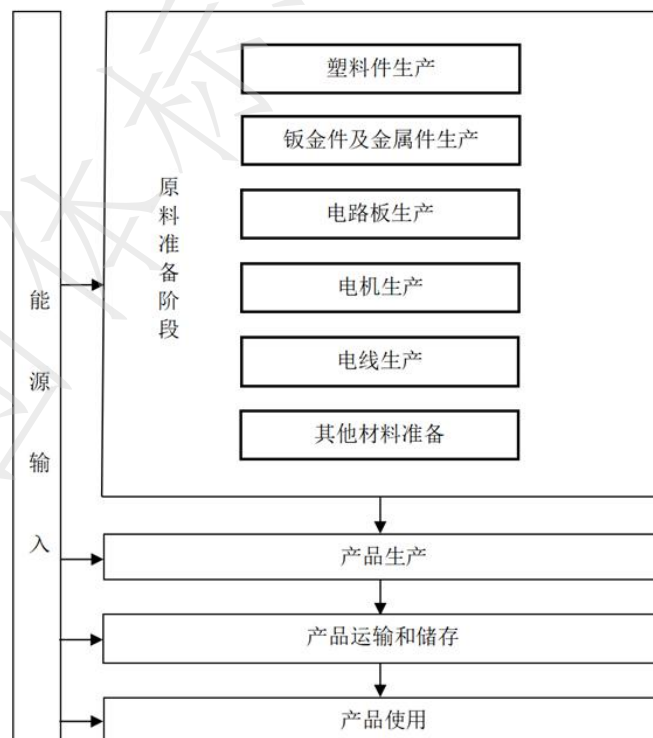 能源输入
原料准备阶段
塑料件生产
钣金件及金属件生产
电路板生产
电机生产
电线生产
其他材料准备
产品生产
产品运输和储存
产品使用
团体标